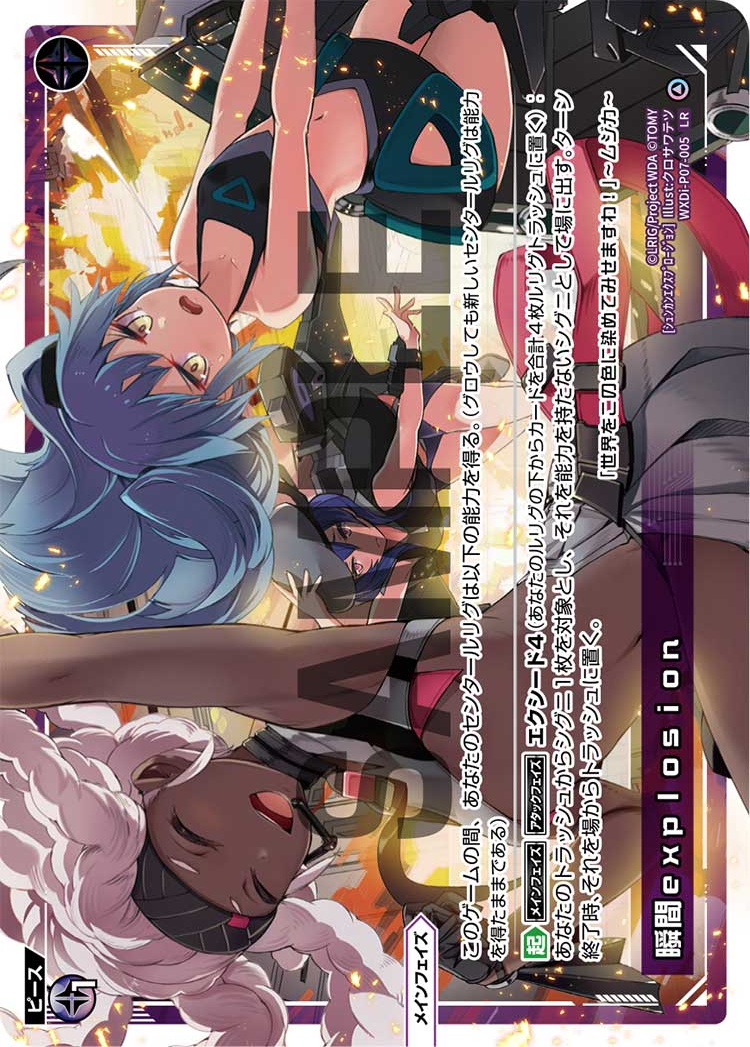 ピース
1
メインフェイズ
SAMPLE
このゲームの間、あなたのセンタールリグは以下の能力を得る。(グロウしても新しいセンタールリグは能力
を得たままである)
起 メインフェイズ アタックフェイズ エクシード4(あなたのルリグの下からカードを合計4枚ルリグトラッシュに置く):
あなたのトラッシュからシグニ1枚を対象とし、それを能力を持たないシグニとして場に出す。ターン
終了時、それを場からトラッシュに置く。
「世界をこの色に染めてみせますわ!」~ムジカ~
瞬間explosion
©LRIG/Project WDA ©TOMY
[シュンカンエクスプロージョン] Illust:クロサワテツ
WXDi-P07-005 LR